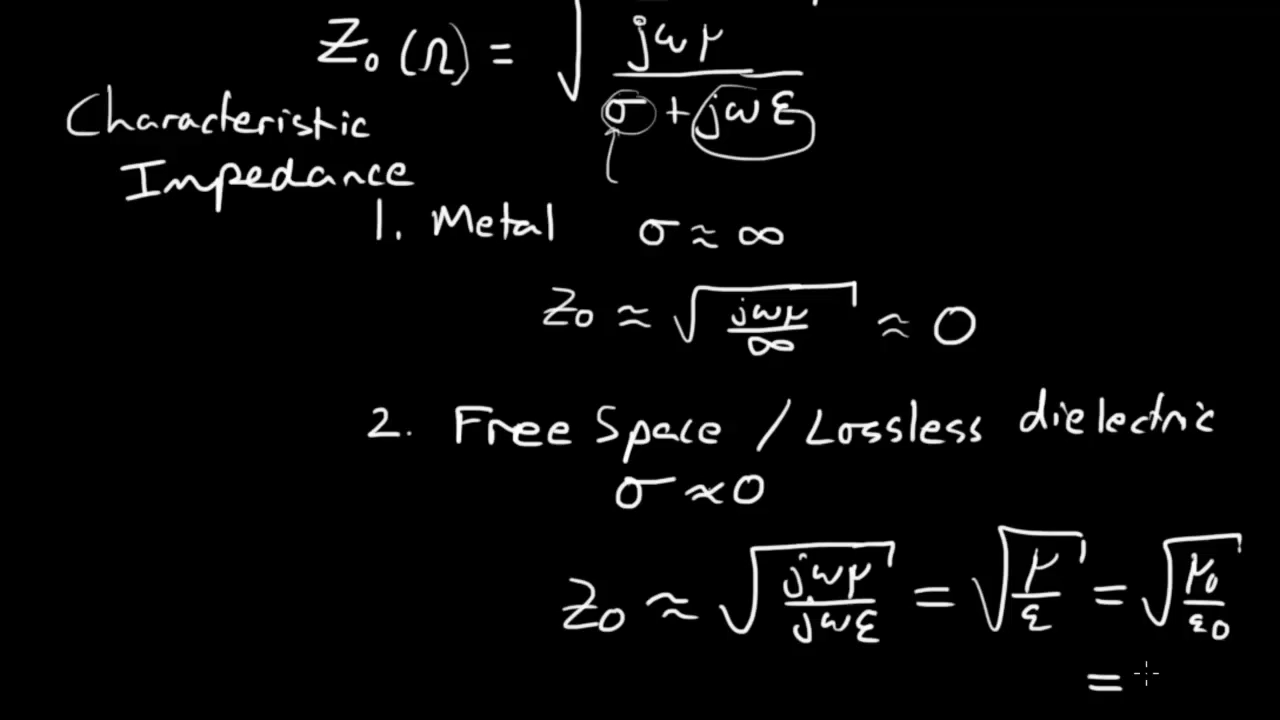 Z₀ (Ω) = √(jωμ / (σ + jωε))
Characteristic
Impedance
1. Metal σ ≈ ∞
Z₀ ≈ √(jωμ / ∞) ≈ 0
2. Free Space / Lossless dielectric
σ ≈ 0
Z₀ ≈ √(jωμ / jωε) = √(μ / ε) = √(μ₀ / ε₀)
=